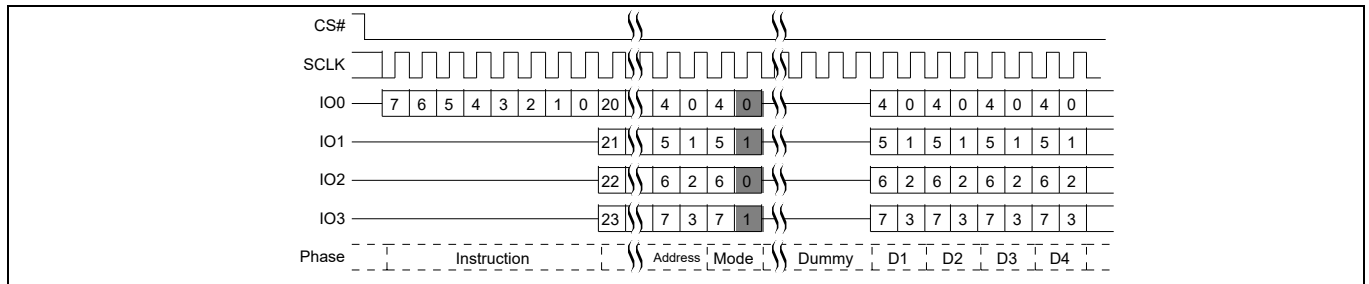 CS#
SCLK
IO0 7 6 5 4 3 2 1 0 20 4 0 4 0 4 0 4 0 4 0 4 0
IO1 21 5 1 5 1 5 1 5 1 5 1 5 1
IO2 22 6 2 6 0 6 2 6 2 6 2 6 2
IO3 23 7 3 7 1 7 3 7 3 7 3 7 3
Phase Instruction Address Mode Dummy D1 D2 D3 D4